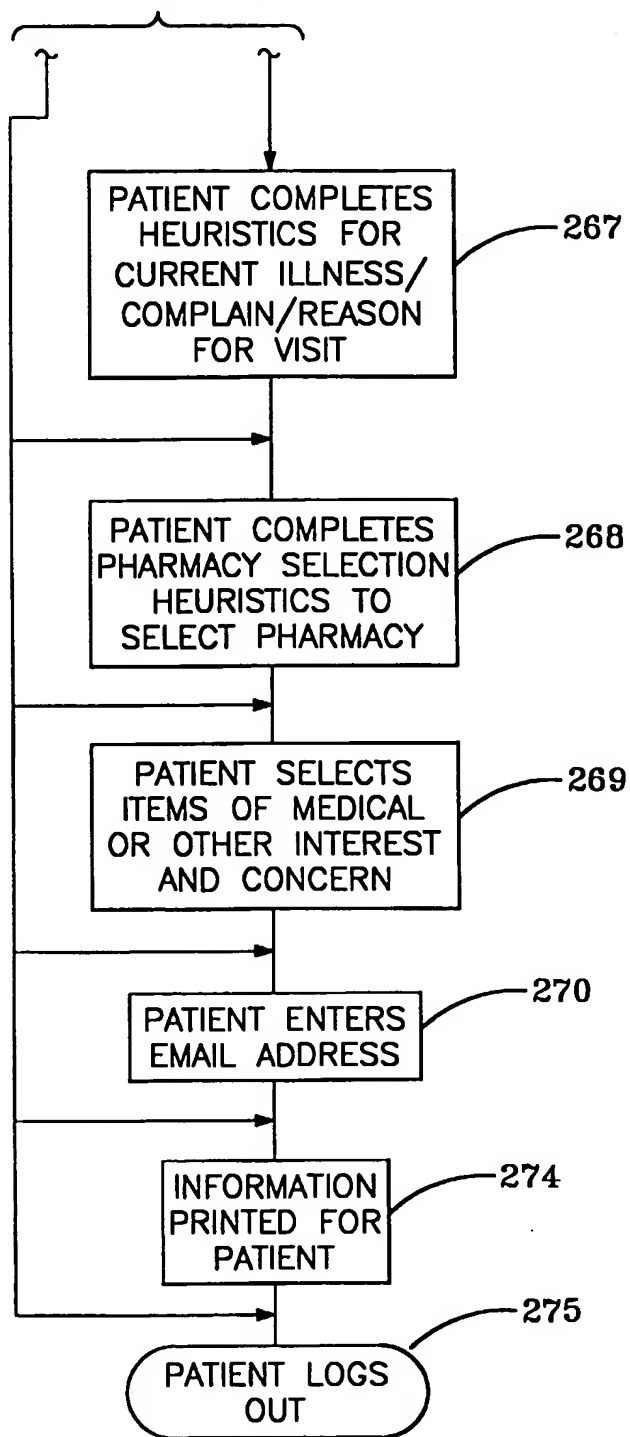 PATIENT COMPLETES
HEURISTICS FOR
CURRENT ILLNESS/
COMPLAIN/REASON
FOR VISIT
267
PATIENT COMPLETES
PHARMACY SELECTION
HEURISTICS TO
SELECT PHARMACY
268
PATIENT SELECTS
ITEMS OF MEDICAL
OR OTHER INTEREST
AND CONCERN
269
PATIENT ENTERS
EMAIL ADDRESS
270
INFORMATION
PRINTED FOR
PATIENT
274
PATIENT LOGS
OUT
275